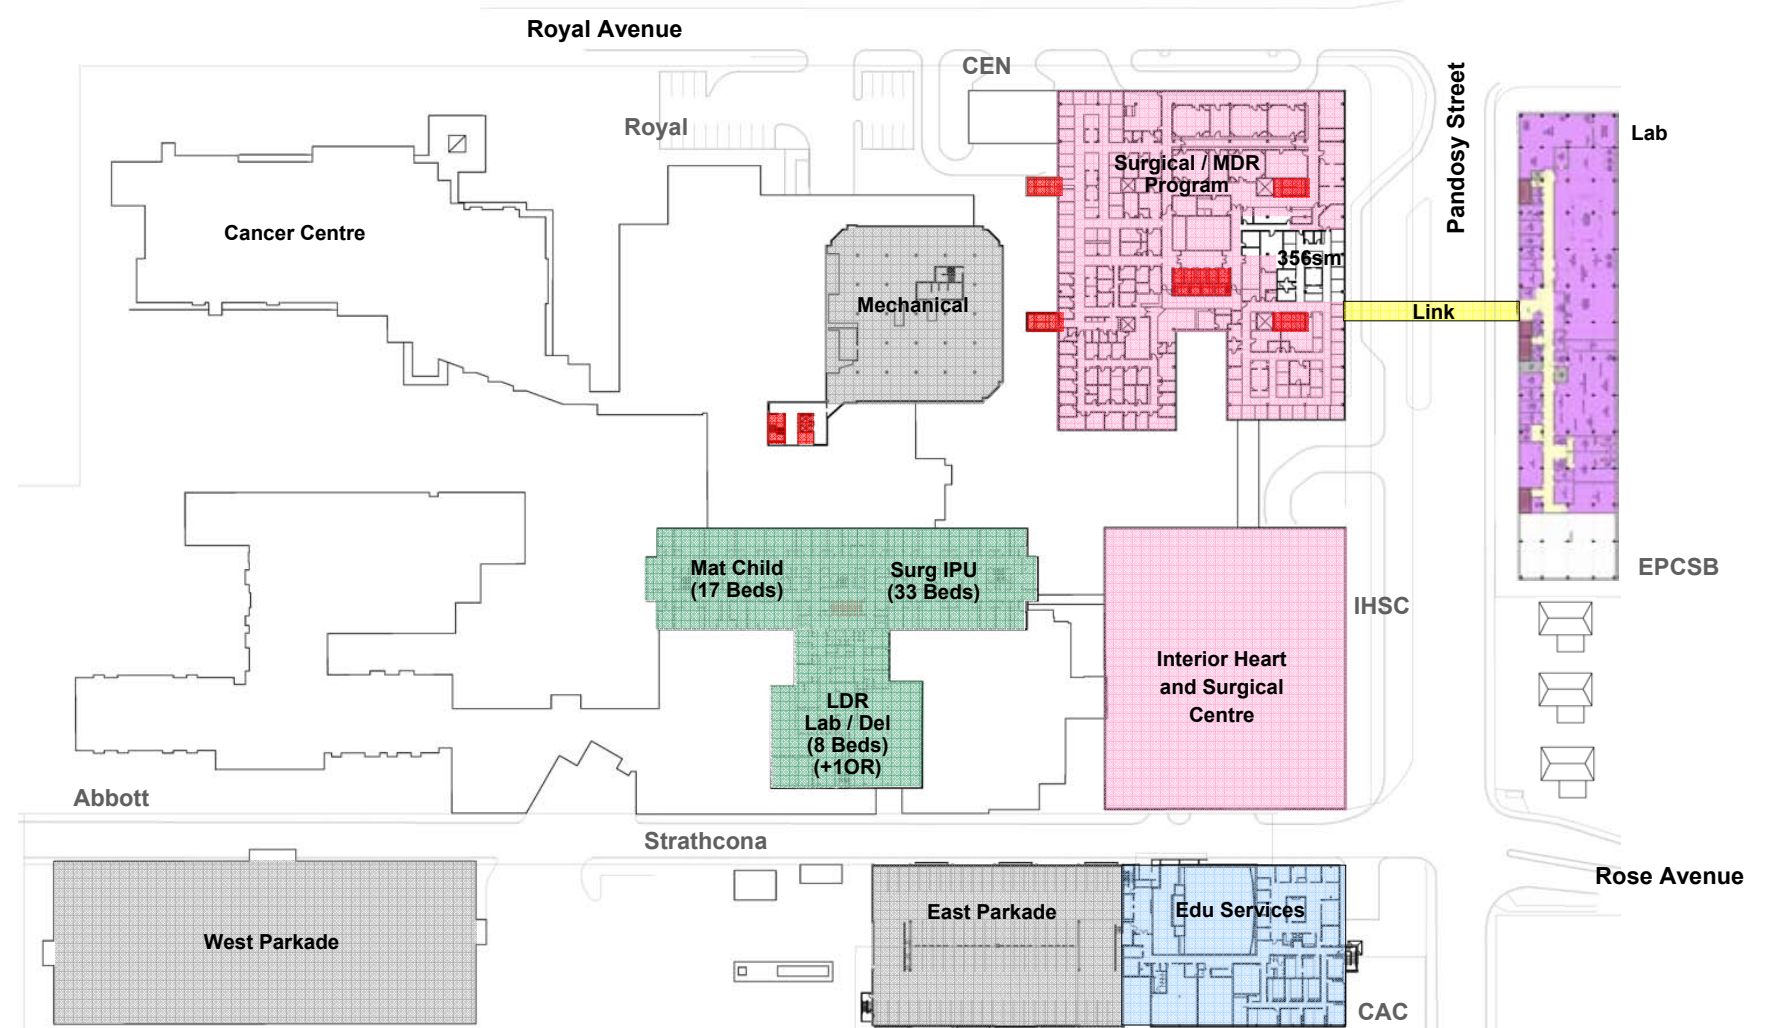 Royal Avenue
CEN
Pandosy Street
Royal
Lab
Surgical / MDR
Program
Cancer Centre
356sm
Mechanical
Link
Mat Child
(17 Beds)
Surg IPU
(33 Beds)
EPCSB
IHSC
Interior Heart
and Surgical
Centre
LDR
Lab / Del
(8 Beds)
(+1OR)
Abbott
Strathcona
Rose Avenue
East Parkade
Edu Services
West Parkade
CAC